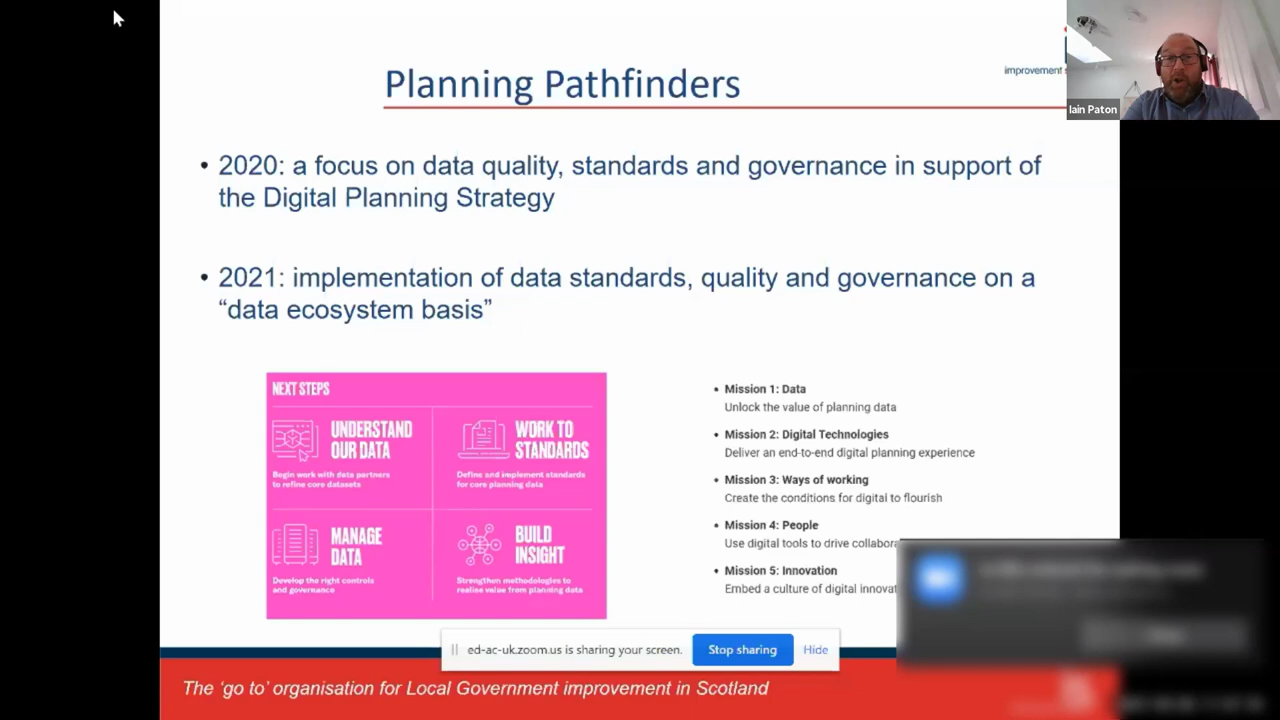 Planning Pathfinders
improvement
Iain Paton
• 2020: a focus on data quality, standards and governance in support of
the Digital Planning Strategy
• 2021: implementation of data standards, quality and governance on a
“data ecosystem basis”
NEXT STEPS
UNDERSTAND
OUR DATA
Begin work with data partners
to refine core datasets
WORK TO
STANDARDS
Define and implement standards
for core planning data
MANAGE
DATA
Develop the right controls
and governance
BUILD
INSIGHT
Strengthen methodologies to
realise value from planning data
• Mission 1: Data
Unlock the value of planning data
• Mission 2: Digital Technologies
Deliver an end-to-end digital planning experience
• Mission 3: Ways of working
Create the conditions for digital to flourish
• Mission 4: People
Use digital tools to drive
• Mission 5: Innovation
Embed a culture of digital
ed-ac-uk.zoom.us is sharing your screen.
Stop sharing
Hide
The ‘go to’ organisation for Local Government improvement in Scotland